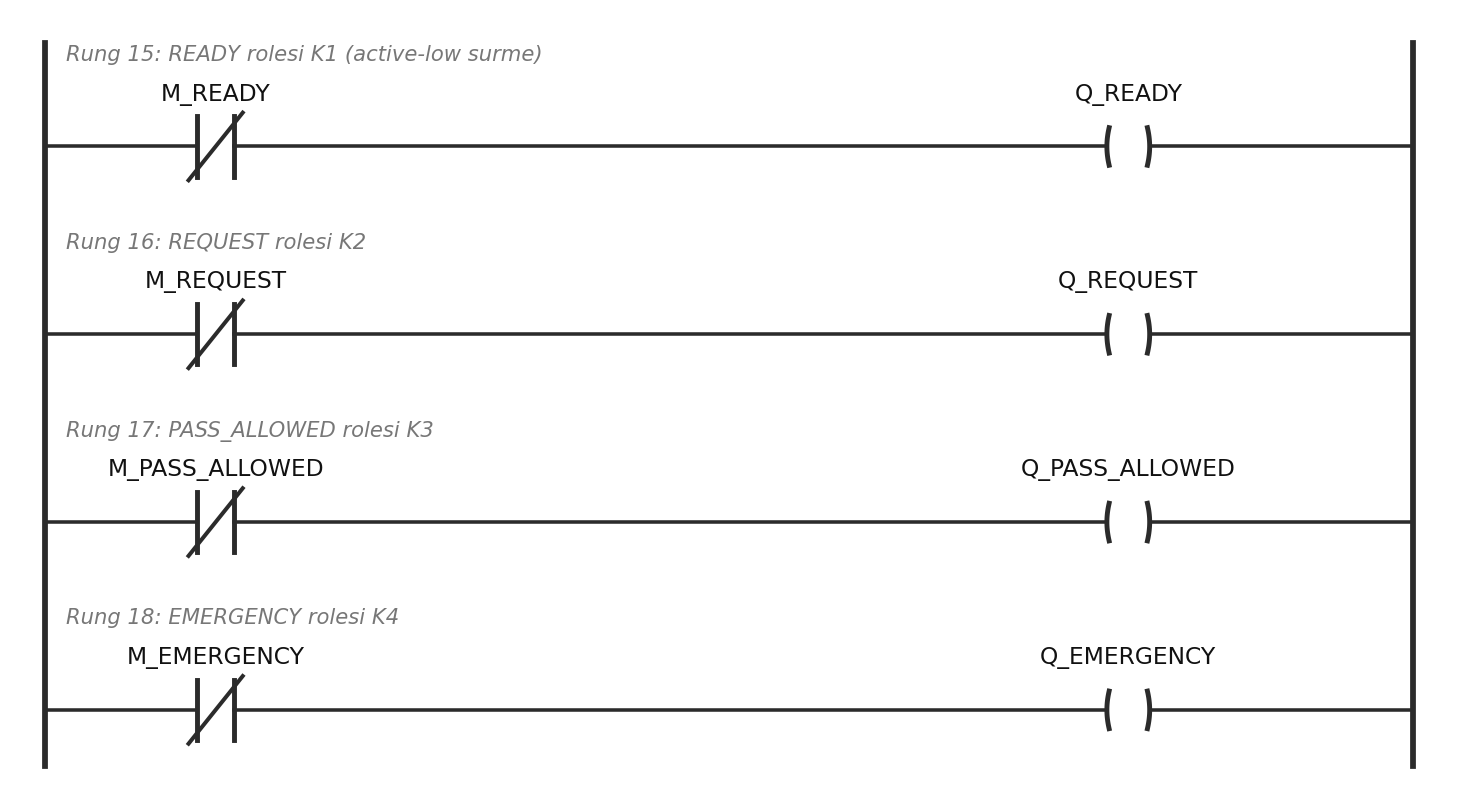 Rung 15: READY rolesi K1 (active-low surme)
M_READY
Q_READY
Rung 16: REQUEST rolesi K2
M_REQUEST
Q_REQUEST
Rung 17: PASS_ALLOWED rolesi K3
M_PASS_ALLOWED
Q_PASS_ALLOWED
Rung 18: EMERGENCY rolesi K4
M_EMERGENCY
Q_EMERGENCY